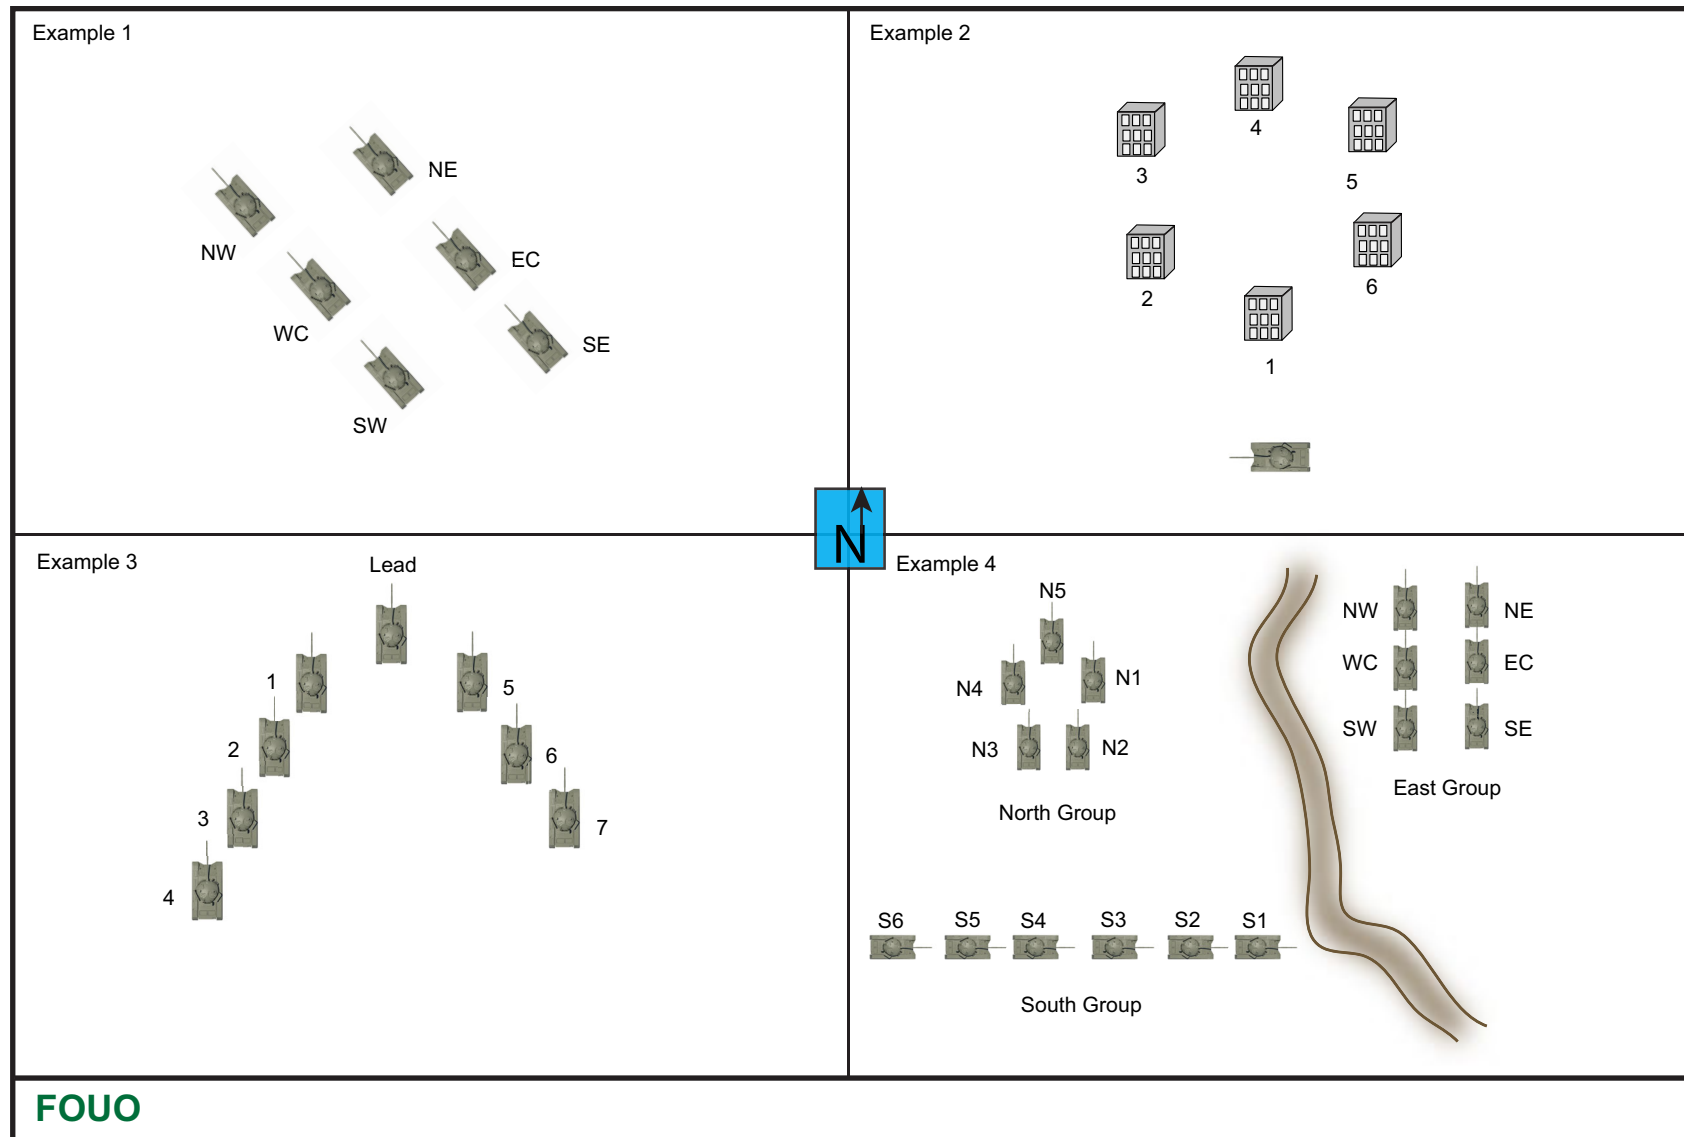 Example 1
NE
NW
EC
WC
SE
SW
Example 2
4
3
5
2
6
1
N
Example 3
Lead
1
5
2
6
3
7
4
Example 4
N5
NW
NE
N4
N1
WC
EC
N3
N2
SW
SE
East Group
North Group
S6 S5 S4 S3 S2 S1
South Group
FOUO